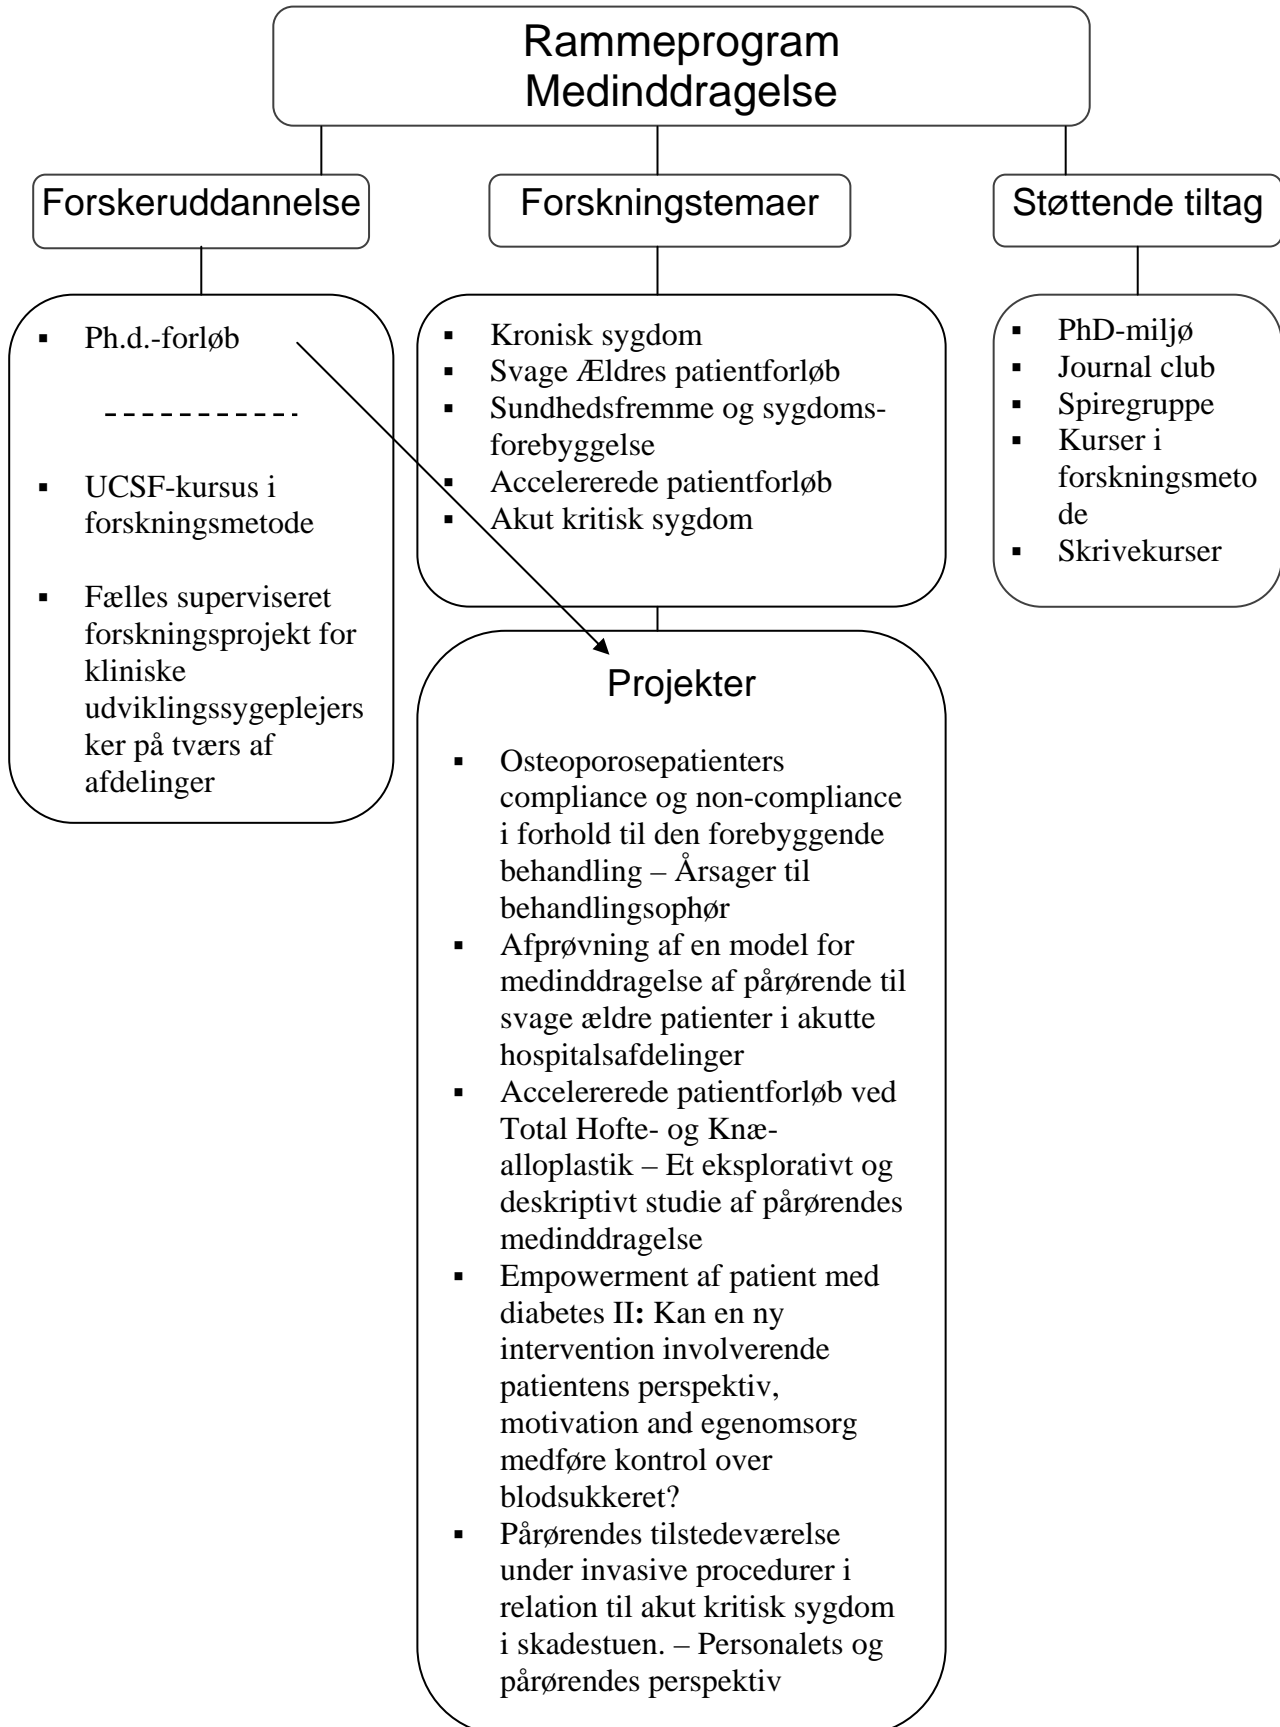 Rammeprogram
Medinddragelse
Forskeruddannelse
▪ Ph.d.-forløb
▪ UCSF-kursus i
forskningsmetode
▪ Fælles superviseret
forskningsprojekt for
kliniske
udviklingssygeplejers
ker på tværs af
afdelinger
Forskningstemaer
▪ Kronisk sygdom
▪ Svage Ældres patientforløb
▪ Sundhedsfremme og sygdoms-
forebyggelse
▪ Accelererede patientforløb
▪ Akut kritisk sygdom
Projekter
▪ Osteoporosepatienters
compliance og non-compliance
i forhold til den forebyggende
behandling – Årsager til
behandlingsophør
▪ Afprøvning af en model for
medinddragelse af pårørende til
svage ældre patienter i akutte
hospitalsafdelinger
▪ Accelererede patientforløb ved
Total Hofte- og Knæ-
alloplastik – Et eksplorativt og
deskriptivt studie af pårørendes
medinddragelse
▪ Empowerment af patient med
diabetes II: Kan en ny
intervention involverende
patientens perspektiv,
motivation and egenomsorg
medføre kontrol over
blodsukkeret?
▪ Pårørendes tilstedeværelse
under invasive procedurer i
relation til akut kritisk sygdom
i skadestuen. – Personalets og
pårørendes perspektiv
Støttende tiltag
▪ PhD-miljø
▪ Journal club
▪ Spiregruppe
▪ Kurser i
forskningsmeto
de
▪ Skrivekurser